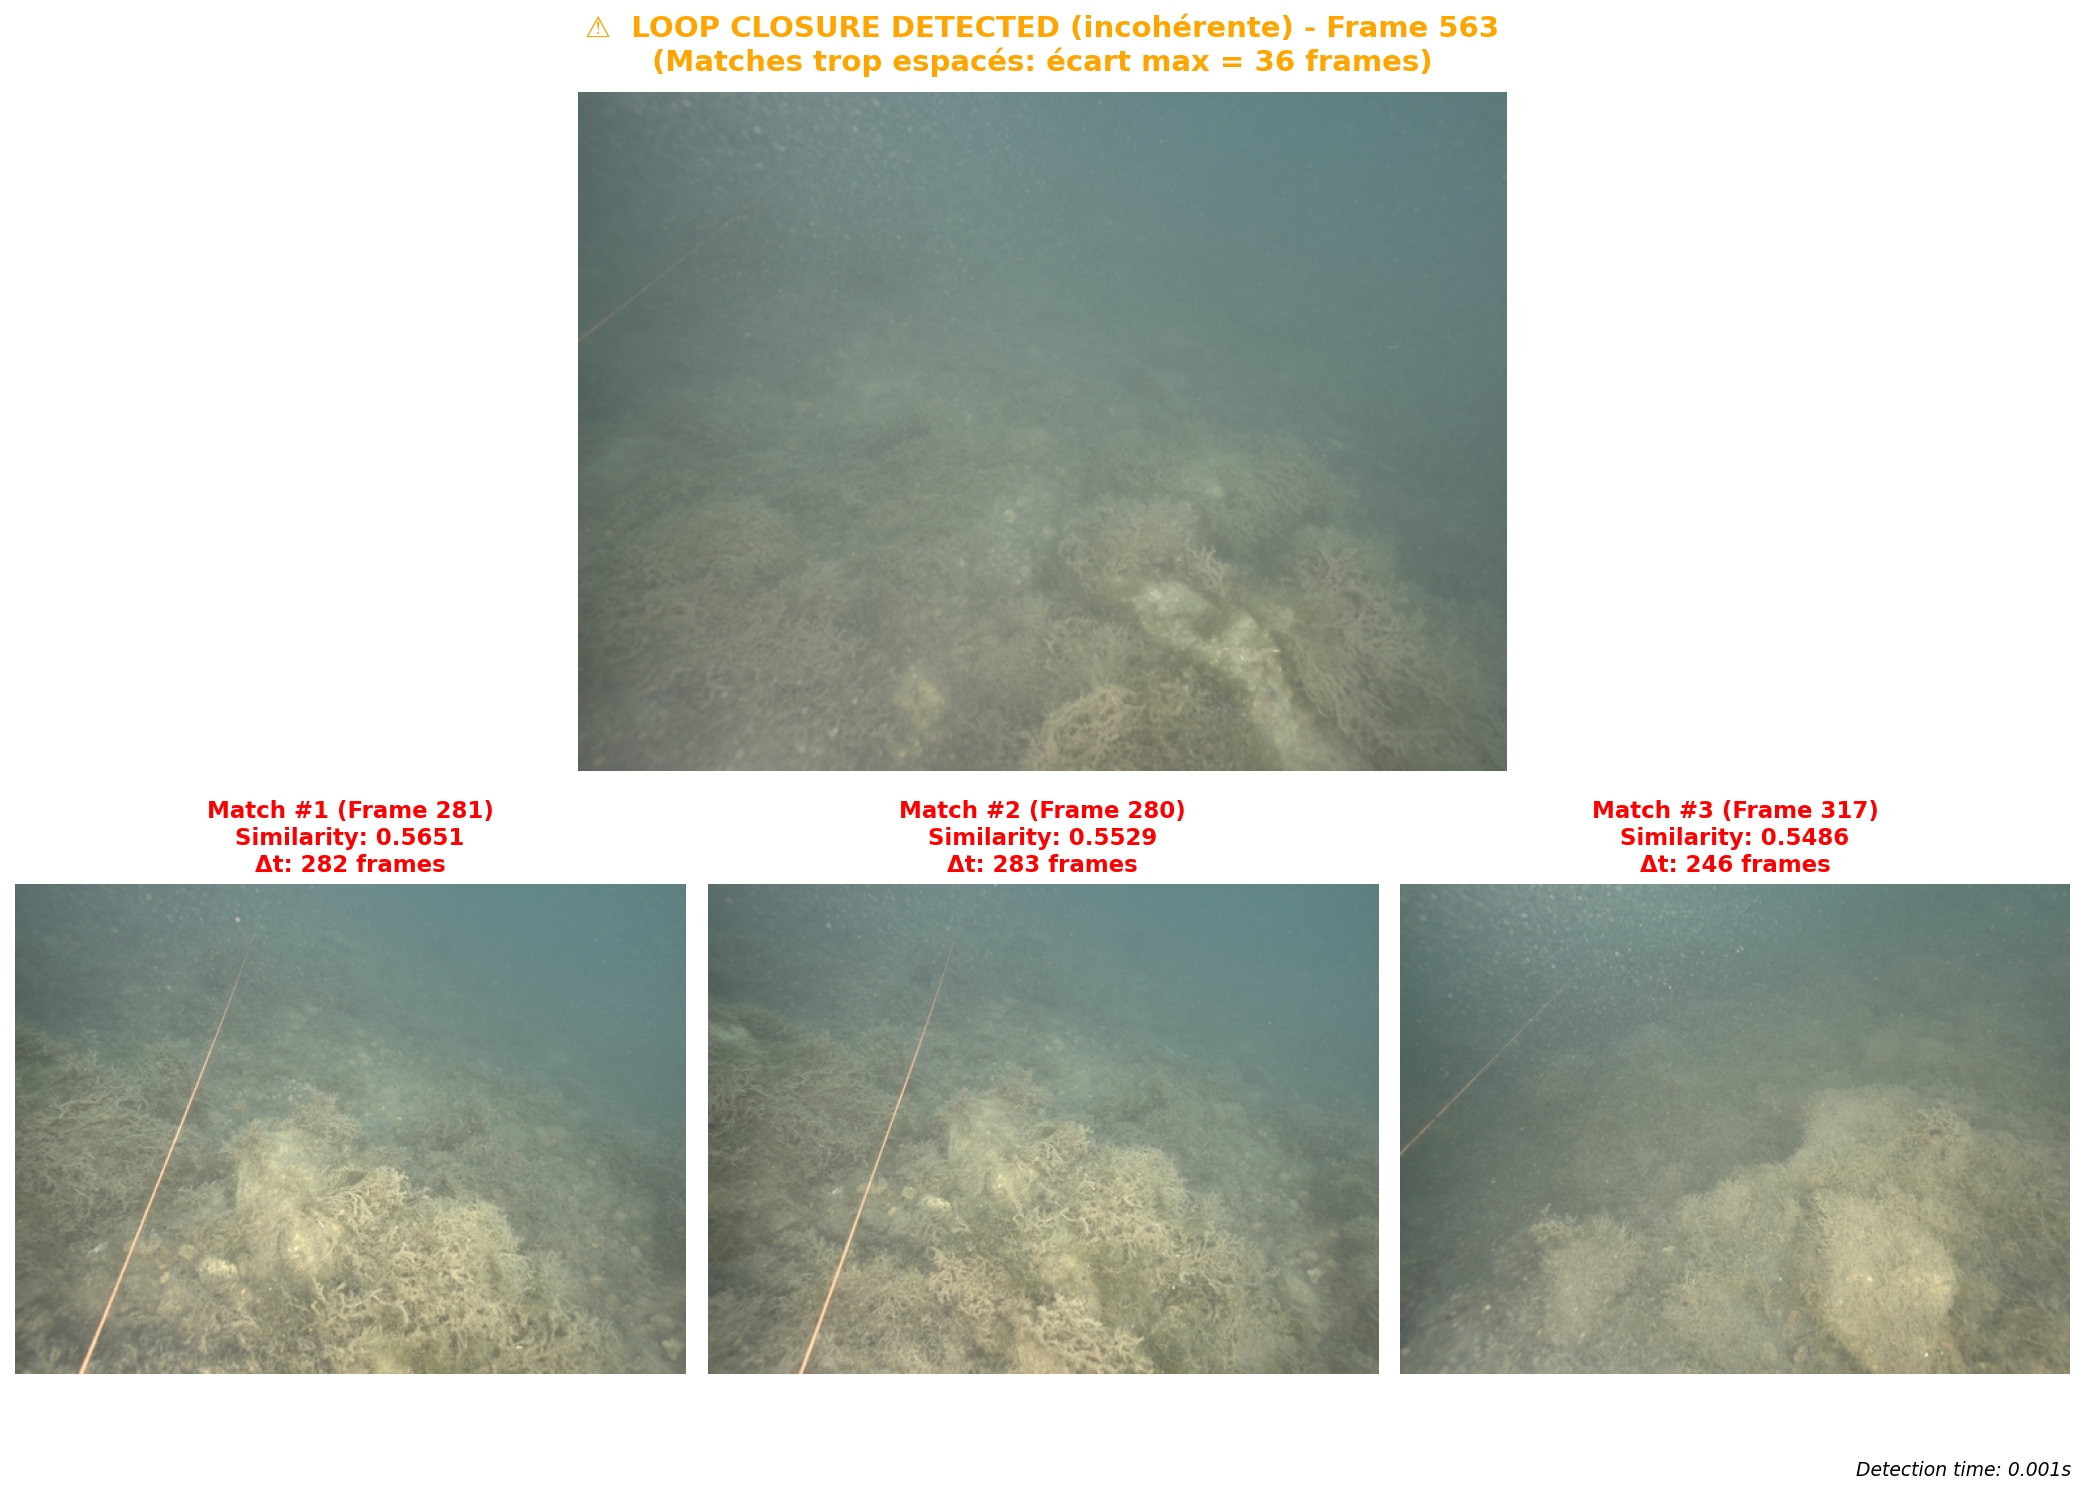 ⚠ LOOP CLOSURE DETECTED (incohérente) - Frame 563
(Matches trop espacés: écart max = 36 frames)
Match #1 (Frame 281)
Similarity: 0.5651
Δt: 282 frames
Match #2 (Frame 280)
Similarity: 0.5529
Δt: 283 frames
Match #3 (Frame 317)
Similarity: 0.5486
Δt: 246 frames
Detection time: 0.001s